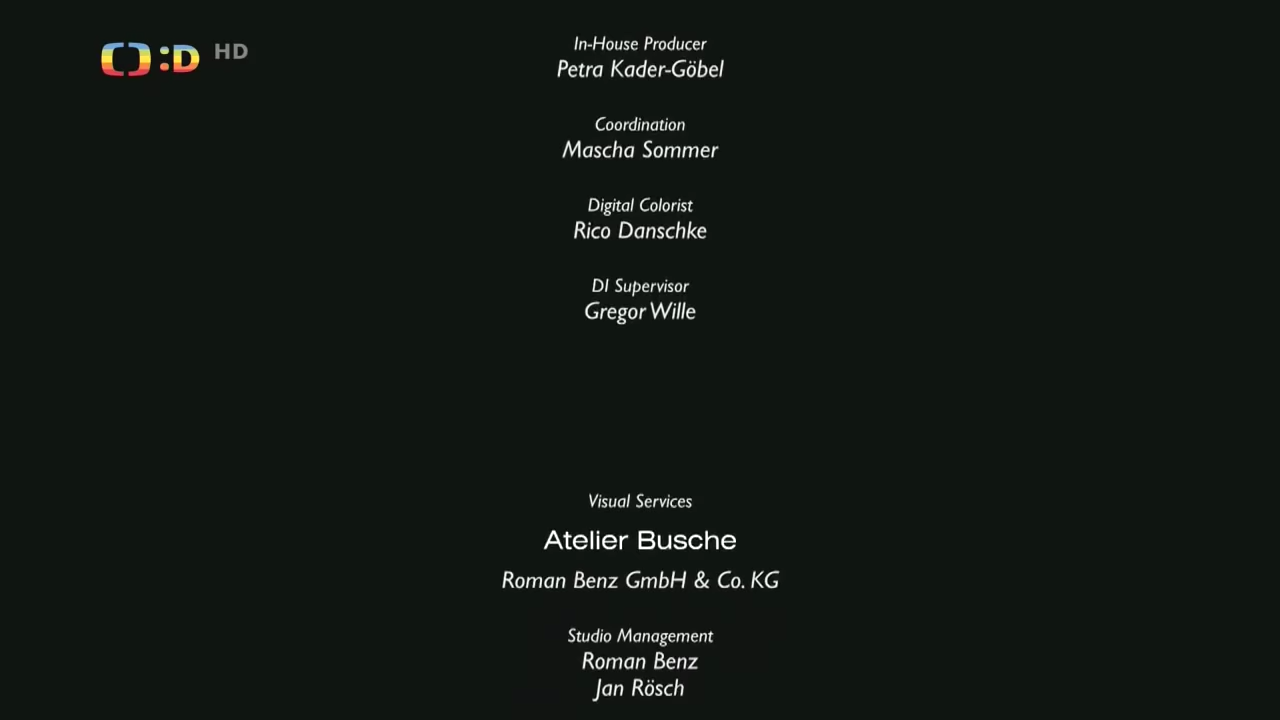 :D HD
In-House Producer
Petra Kader-Göbel
Coordination
Mascha Sommer
Digital Colorist
Rico Danschke
DI Supervisor
Gregor Wille
Visual Services
Atelier Busche
Roman Benz GmbH & Co. KG
Studio Management
Roman Benz
Jan Rösch